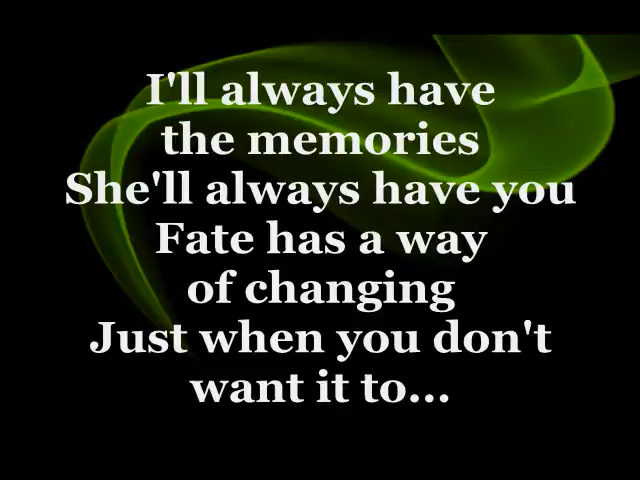 I'll always have
the memories
She'll always have you
Fate has a way
of changing
Just when you don't
want it to...